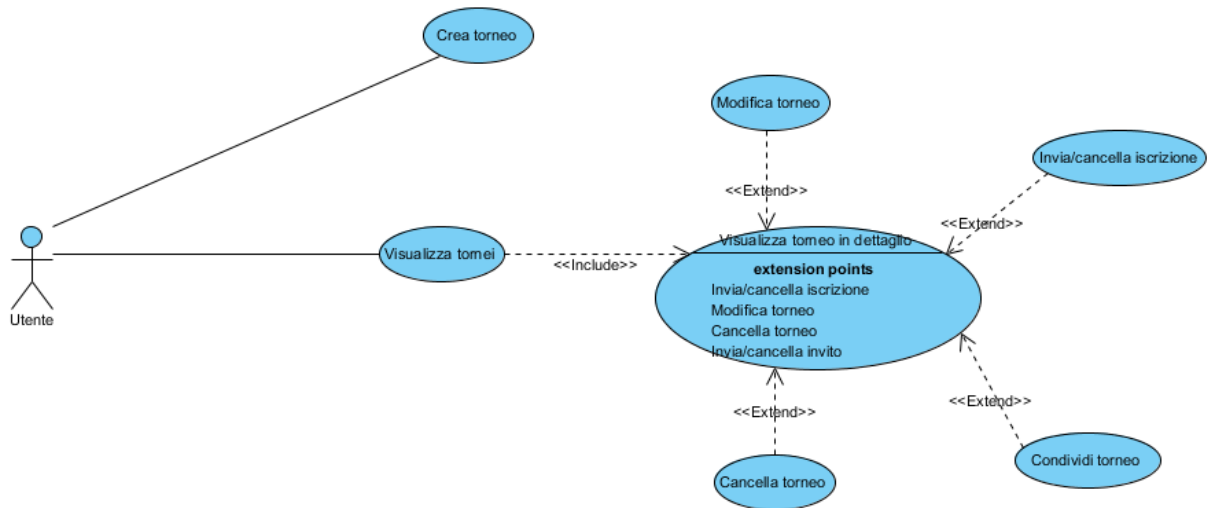 Crea torneo
Modifica torneo
Invia/cancella iscrizione
<<Extend>>
<<Extend>>
Visualizza torneo in dettaglio
Visualizza tornei
<<Include>>
extension points
Invia/cancella iscrizione
Modifica torneo
Cancella torneo
Invia/cancella invito
Utente
<<Extend>>
<<Extend>>
Condividi torneo
Cancella torneo